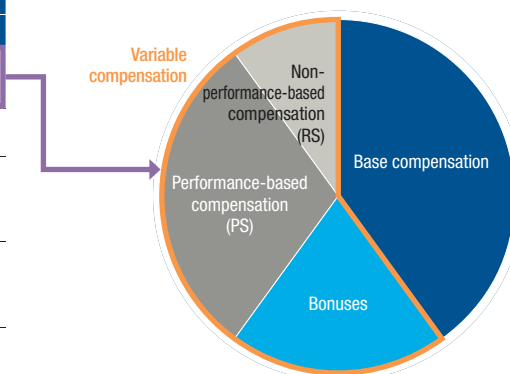 Variable
compensation
Non-
performance-based
compensation
(RS)
Base compensation
Performance-based
compensation
(PS)
Bonuses